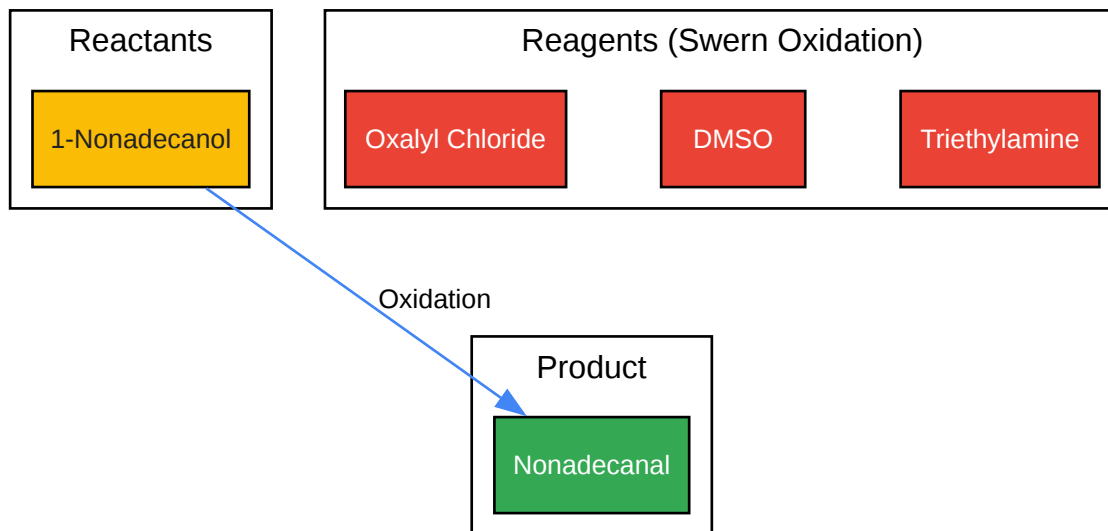 Reactants
Reagents (Swern Oxidation)
1-Nonadecanol
Oxalyl Chloride
DMSO
Triethylamine
Oxidation
Product
Nonadecanal